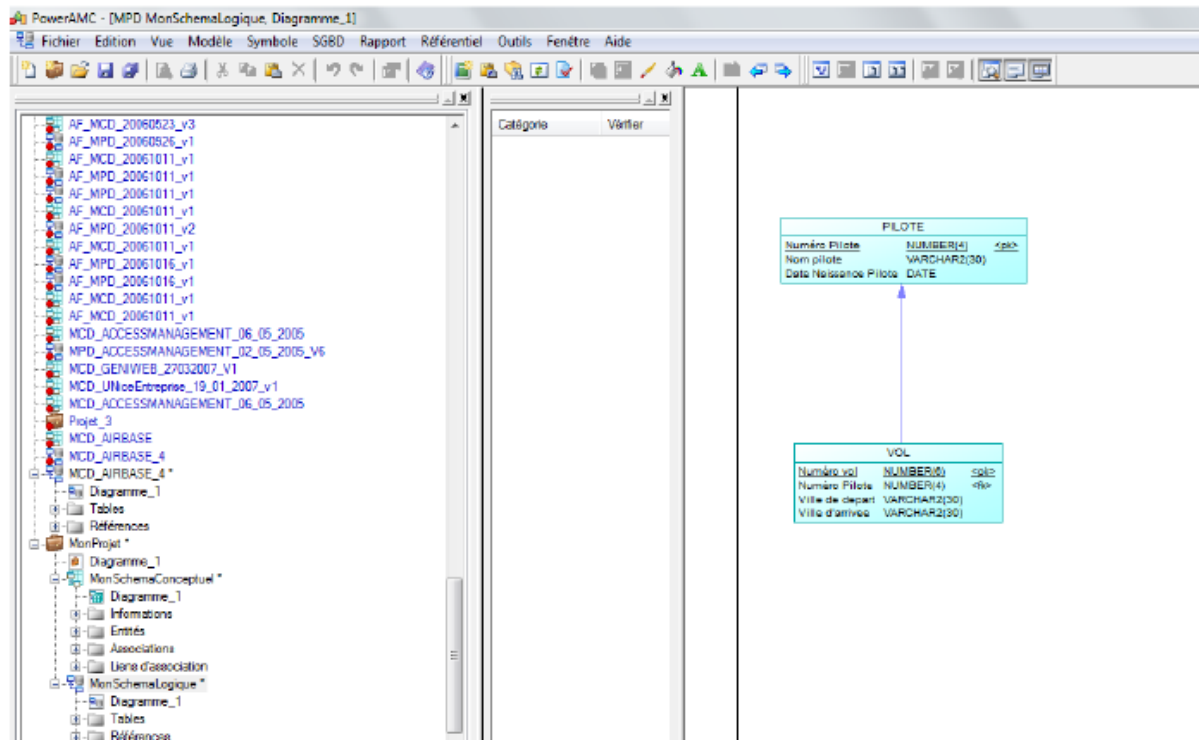 PowerAMC - [MPD MonSchemaLogique, Diagramme_1]
Fichier Edition Vue Modèle Symbole SGBD Rapport Référentiel Outils Fenêtre Aide
AF_MCD_20060523_v3
AF_MPD_20060926_v1
AF_MCD_20061011_v1
AF_MPD_20061011_v1
AF_MPD_20061011_v1
AF_MCD_20061011_v1
AF_MPD_20061011_v2
AF_MCD_20061011_v1
AF_MPD_20061016_v1
AF_MPD_20061016_v1
AF_MCD_20061011_v1
AF_MCD_20061011_v1
MCD_ACCESSMANAGEMENT_06_05_2005
MPD_ACCESSMANAGEMENT_02_05_2005_V6
MCD_GENIWEB_27032007_V1
MCD_UNiceEntreprise_19_01_2007_v1
MCD_ACCESSMANAGEMENT_06_05_2005
Projet_3
MCD_AIRBASE
MCD_AIRBASE_4
MCD_AIRBASE_4 *
Diagramme_1
Tables
Références
MonProjet *
Diagramme_1
MonSchemaConceptuel *
Diagramme_1
Informations
Entités
Associations
Liens d'association
MonSchemaLogique *
Diagramme_1
Tables
Références
Catégorie Vérifier
PILOTE
Numéro Pilote NUMBER(4) <pk>
Nom pilote VARCHAR2(30)
Date Naissance Pilote DATE
VOL
Numéro vol NUMBER(6) <pk>
Numéro Pilote NUMBER(4) <fk>
Ville de depart VARCHAR2(30)
Ville d'arrivee VARCHAR2(30)